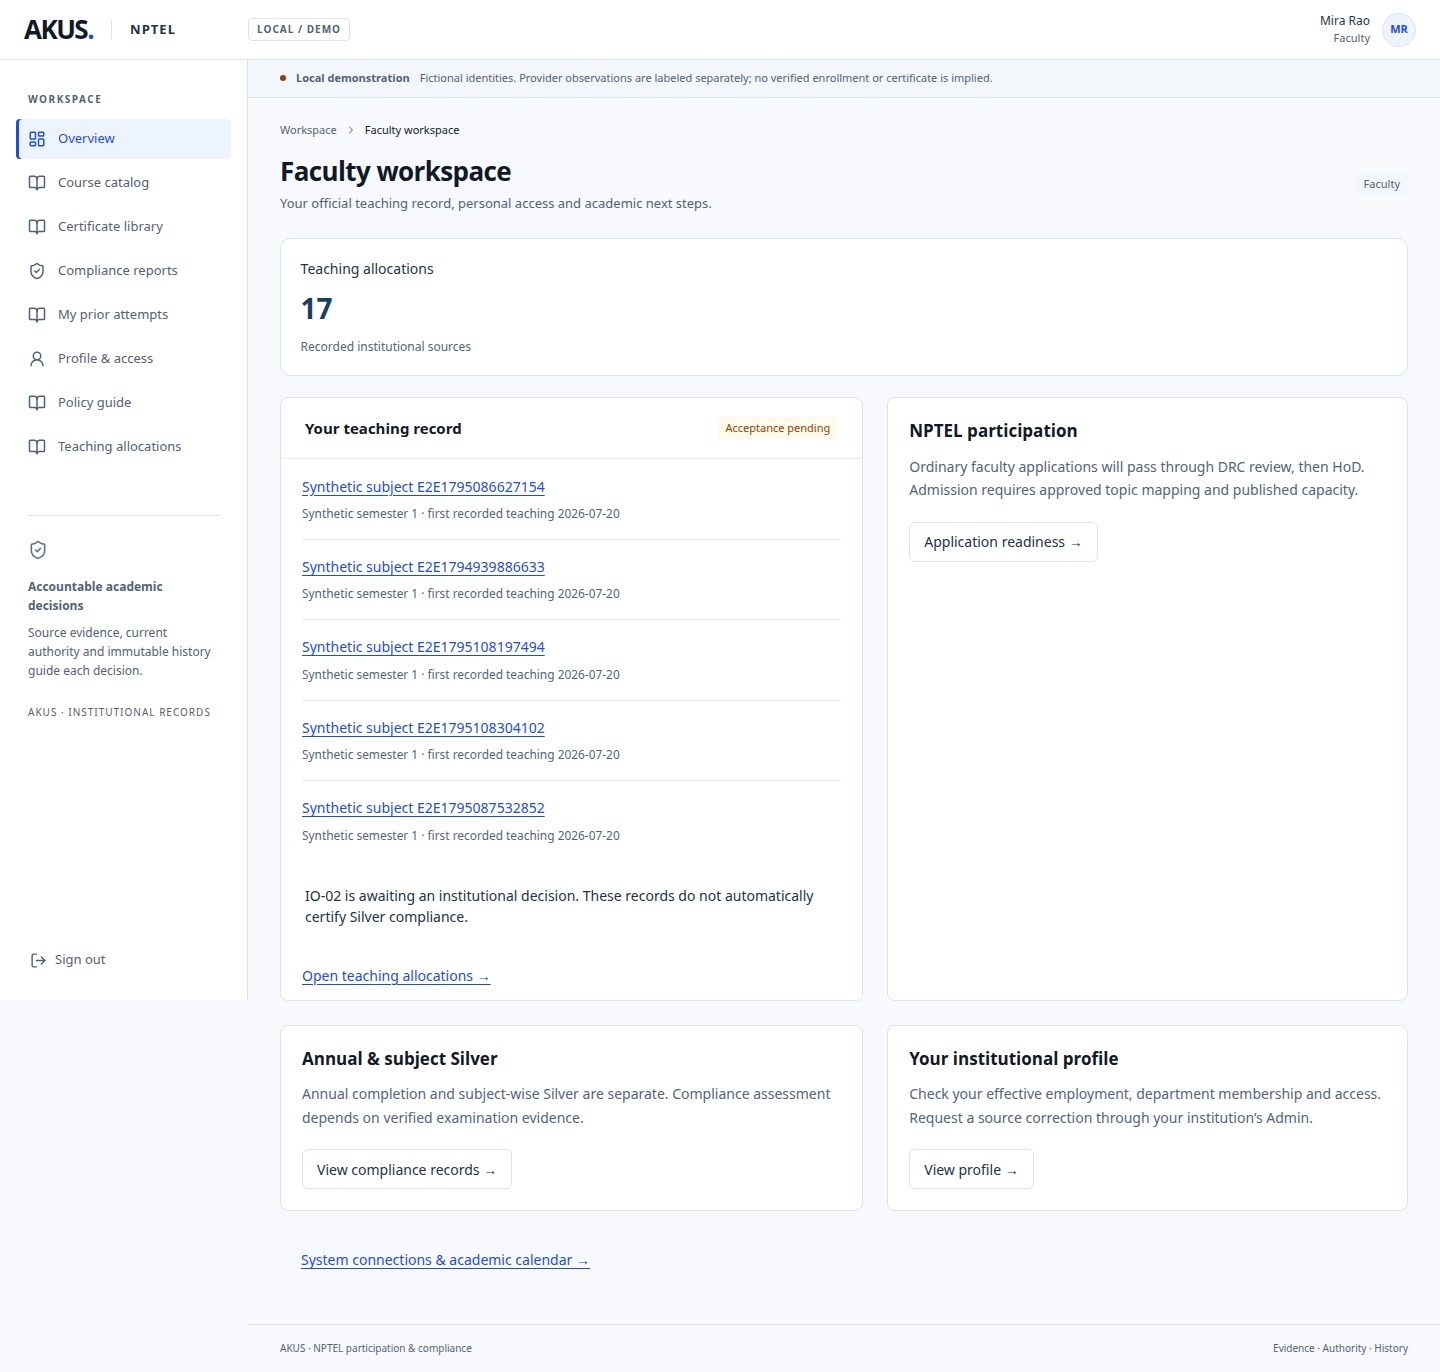 AKUS.
NPTEL
LOCAL / DEMO
Mira Rao
Faculty
MR
WORKSPACE
Overview
Course catalog
Certificate library
Compliance reports
My prior attempts
Profile & access
Policy guide
Teaching allocations
Accountable academic
decisions
Source evidence, current
authority and immutable history
guide each decision.
AKUS · INSTITUTIONAL RECORDS
Sign out
Local demonstration Fictional identities. Provider observations are labeled separately; no verified enrollment or certificate is implied.
Workspace > Faculty workspace
Faculty workspace
Your official teaching record, personal access and academic next steps.
Faculty
Teaching allocations
17
Recorded institutional sources
Your teaching record
Acceptance pending
Synthetic subject E2E1795086627154
Synthetic semester 1 · first recorded teaching 2026-07-20
Synthetic subject E2E1794939886633
Synthetic semester 1 · first recorded teaching 2026-07-20
Synthetic subject E2E1795108197494
Synthetic semester 1 · first recorded teaching 2026-07-20
Synthetic subject E2E1795108304102
Synthetic semester 1 · first recorded teaching 2026-07-20
Synthetic subject E2E1795087532852
Synthetic semester 1 · first recorded teaching 2026-07-20
IO-02 is awaiting an institutional decision. These records do not automatically
certify Silver compliance.
Open teaching allocations →
NPTEL participation
Ordinary faculty applications will pass through DRC review, then HoD.
Admission requires approved topic mapping and published capacity.
Application readiness →
Annual & subject Silver
Annual completion and subject-wise Silver are separate. Compliance assessment
depends on verified examination evidence.
View compliance records →
Your institutional profile
Check your effective employment, department membership and access.
Request a source correction through your institution’s Admin.
View profile →
System connections & academic calendar →
AKUS · NPTEL participation & compliance
Evidence · Authority · History